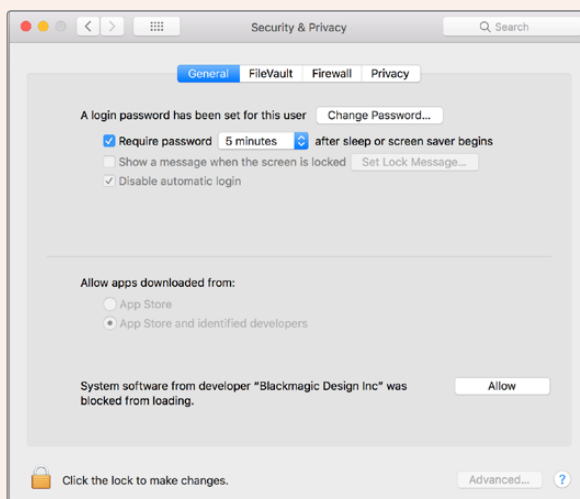 Security & Privacy
Search
General FileVault Firewall Privacy
A login password has been set for this user Change Password...
Require password 5 minutes after sleep or screen saver begins
Show a message when the screen is locked Set Lock Message...
Disable automatic login
Allow apps downloaded from:
App Store
App Store and identified developers
System software from developer “Blackmagic Design Inc” was Allow
blocked from loading.
Click the lock to make changes. Advanced... ?